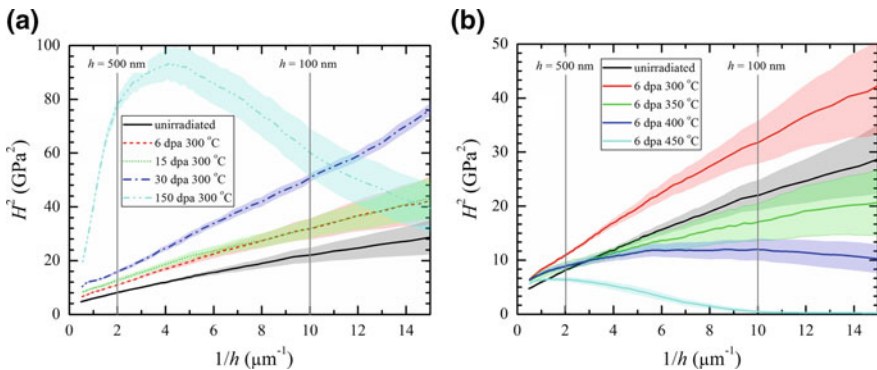 (a)
100
80
60
40
20
0
H² (GPa²)
h = 500 nm
h = 100 nm
unirradiated
6 dpa 300 °C
15 dpa 300 °C
30 dpa 300 °C
150 dpa 300 °C
0 2 4 6 8 10 12 14
1/h (μm⁻¹)
(b)
50
40
30
20
10
0
H² (GPa²)
h = 500 nm
h = 100 nm
unirradiated
6 dpa 300 °C
6 dpa 350 °C
6 dpa 400 °C
6 dpa 450 °C
0 2 4 6 8 10 12 14
1/h (μm⁻¹)